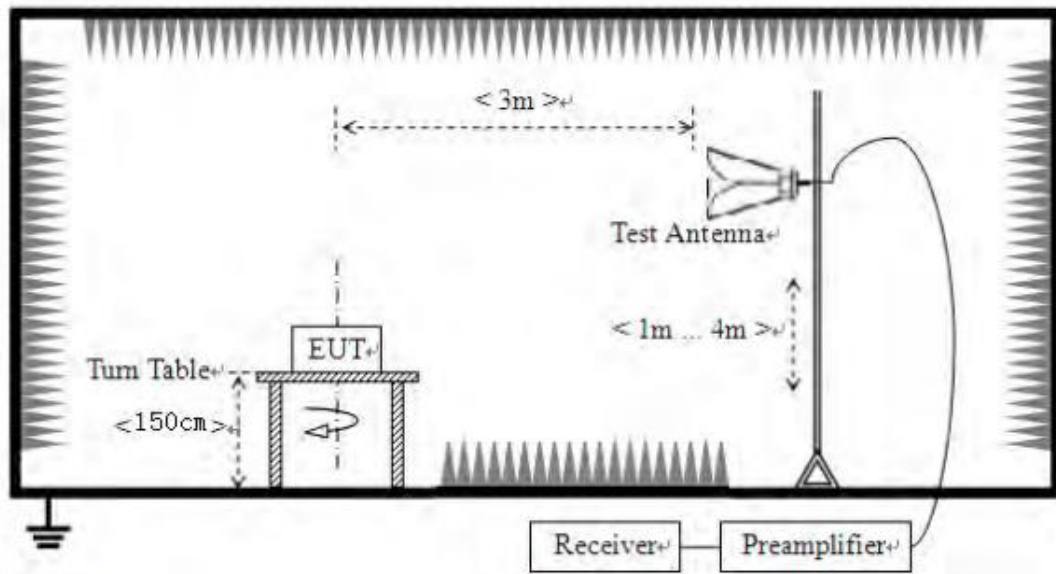 < 3m >↵
Test Antenna↵
< 1m ... 4m >↵
EUT↵
Turn Table↵
<150cm>↵
Receiver↵
Preamplifier↵